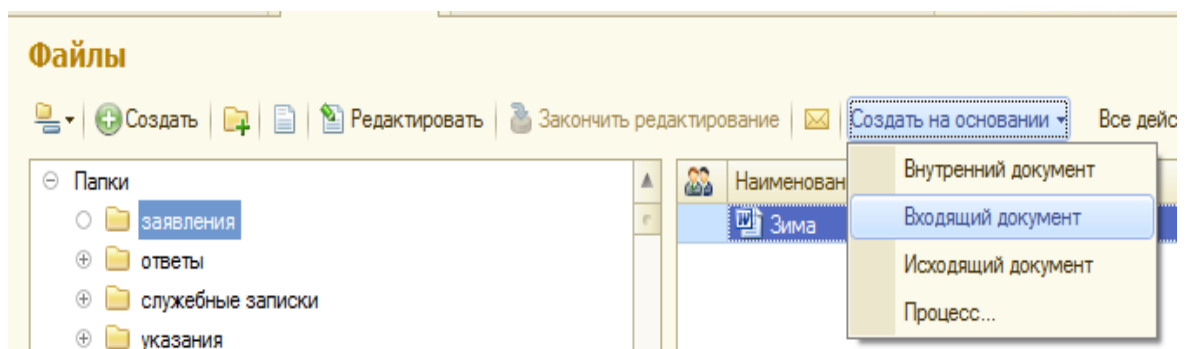 Файлы
Создать Редактировать Закончить редактирование Создать на основании Все дейс
Папки Наименован Внутренний документ
заявления Зима Входящий документ
ответы Исходящий документ
служебные записки Процесс...
указания